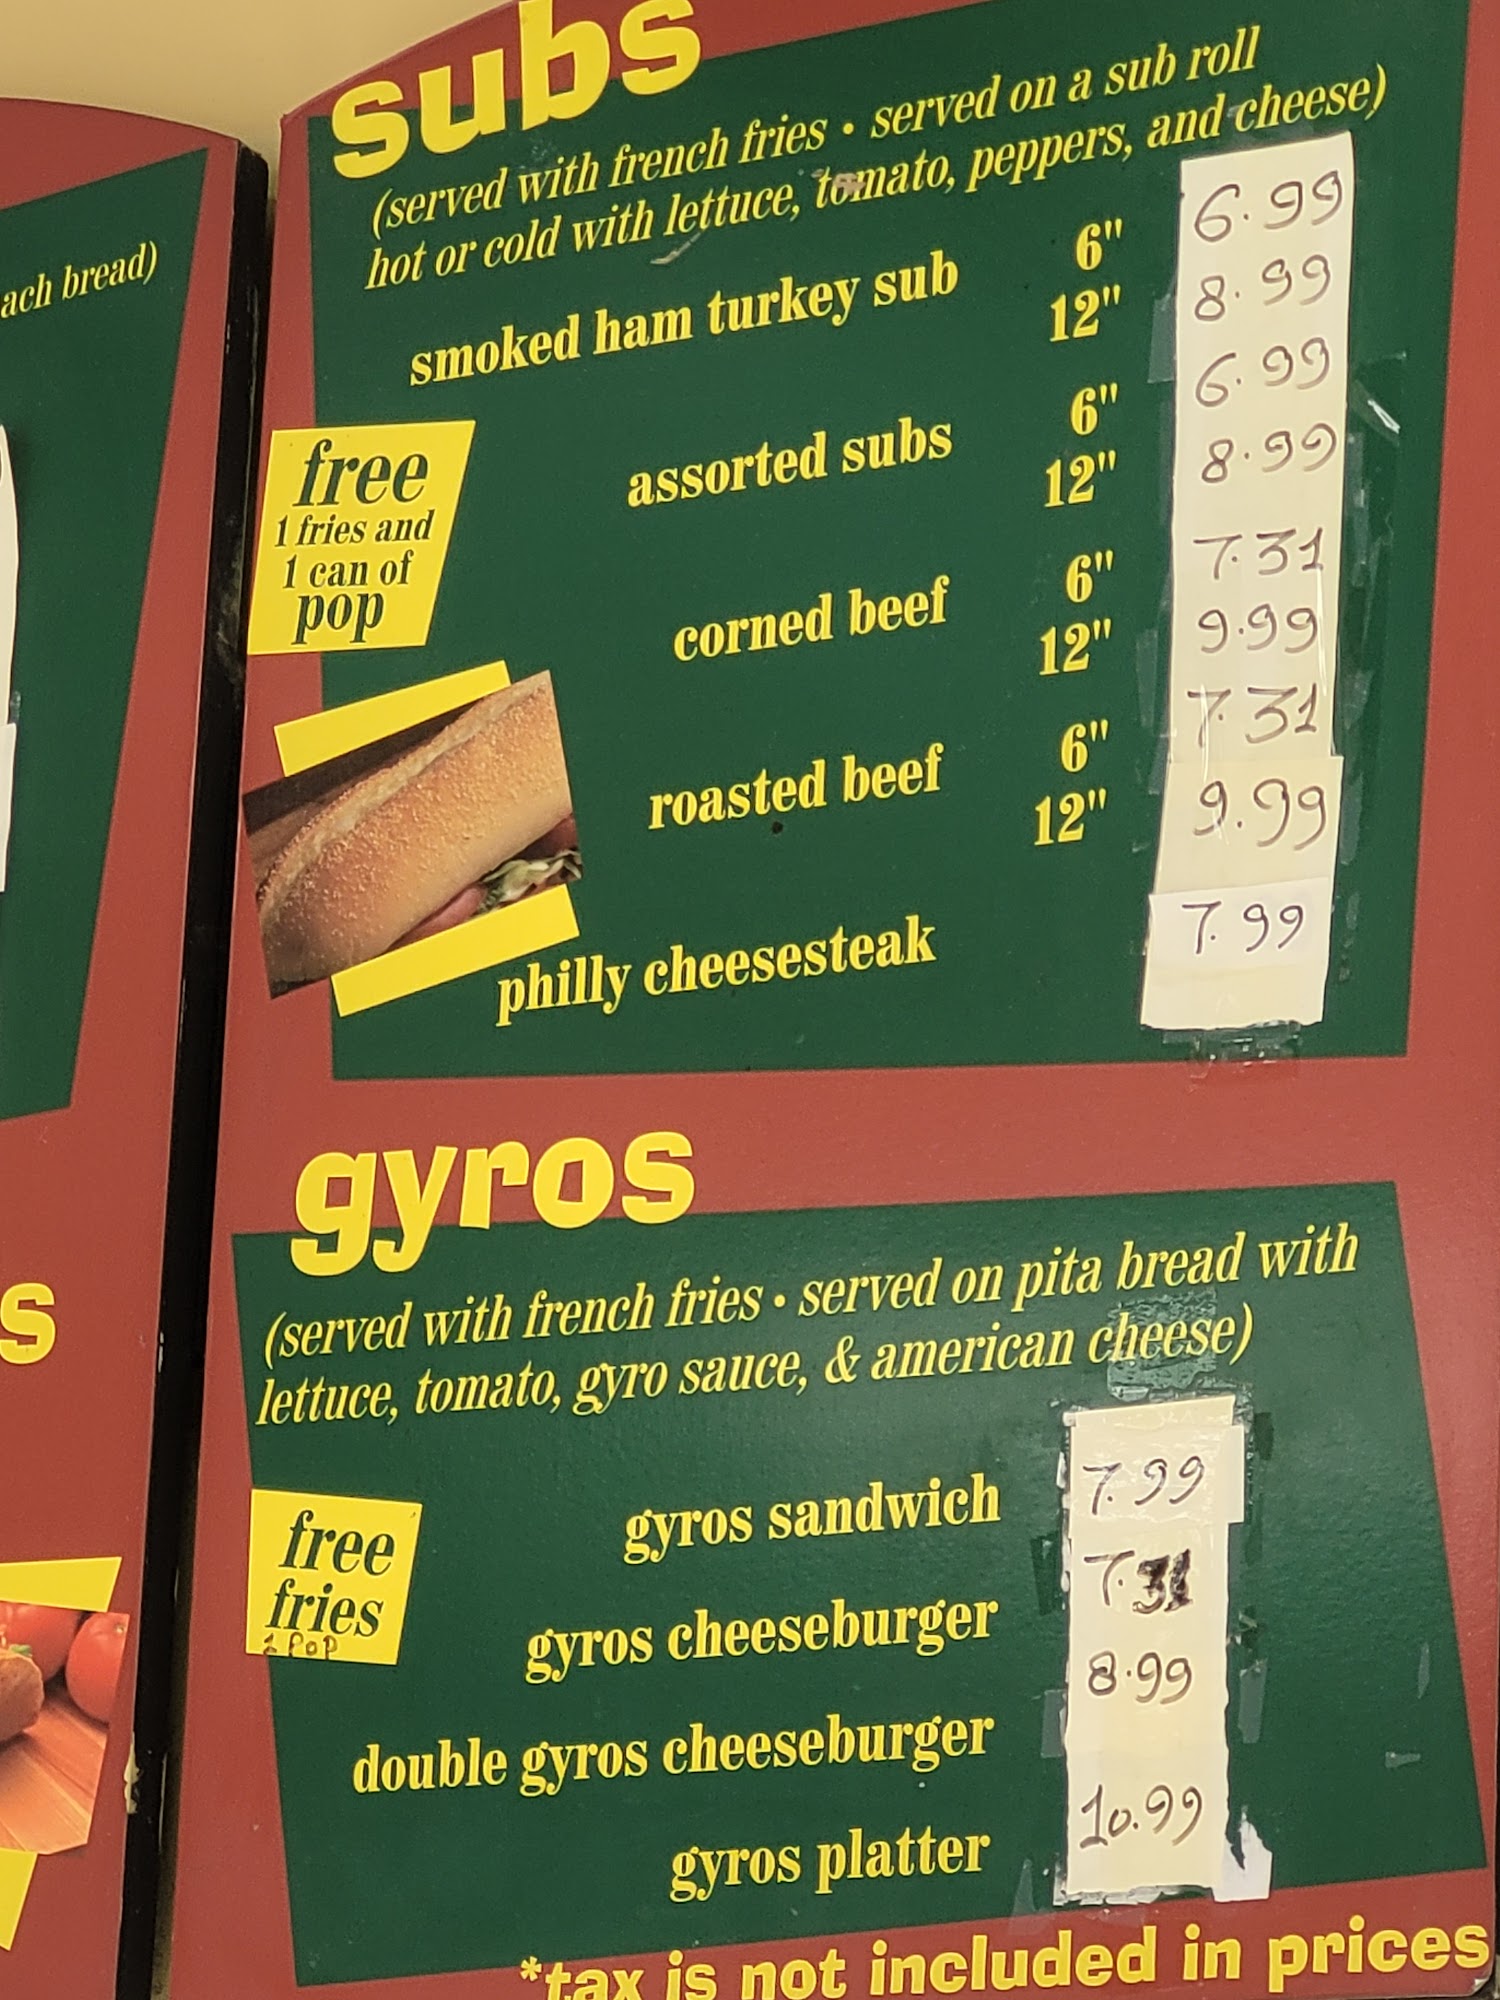 ach bread)
s
subs
(served with french fries • served on a sub roll
hot or cold with lettuce, tomato, peppers, and cheese)
smoked ham turkey sub 6" 6.99
12" 8.99
assorted subs 6" 6.99
12" 8.99
corned beef 6" 7.31
12" 9.99
roasted beef 6" 7.31
12" 9.99
philly cheesesteak 7.99
free
1 fries and
1 can of
pop
gyros
(served with french fries • served on pita bread with
lettuce, tomato, gyro sauce, & american cheese)
gyros sandwich 7.99
gyros cheeseburger 7.31
double gyros cheeseburger 8.99
gyros platter 10.99
free
fries
1 POP
*tax is not included in prices